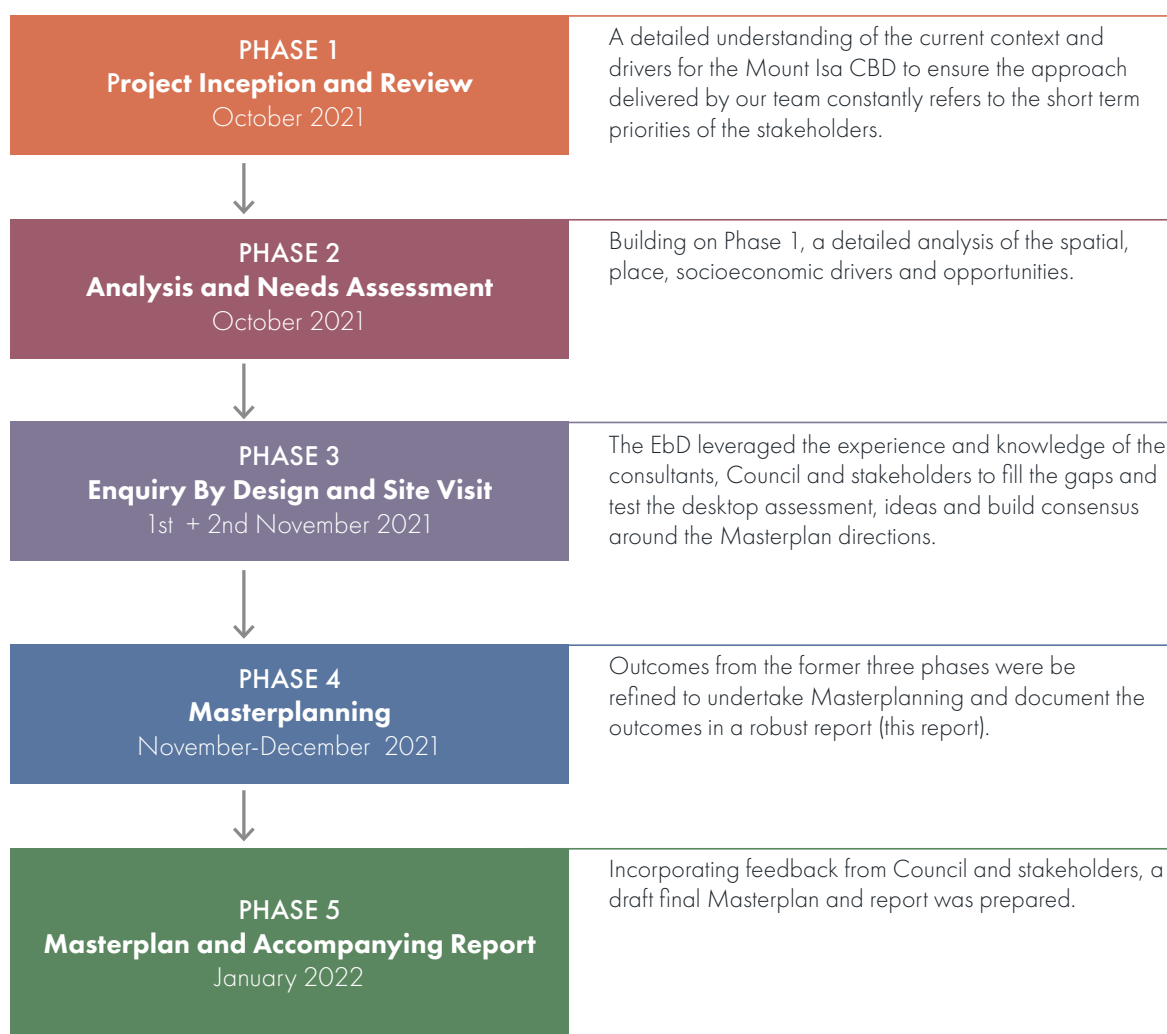 PHASE 1
Project Inception and Review
October 2021
A detailed understanding of the current context and
drivers for the Mount Isa CBD to ensure the approach
delivered by our team constantly refers to the short term
priorities of the stakeholders.
PHASE 2
Analysis and Needs Assessment
October 2021
Building on Phase 1, a detailed analysis of the spatial,
place, socioeconomic drivers and opportunities.
PHASE 3
Enquiry By Design and Site Visit
1st + 2nd November 2021
The EbD leveraged the experience and knowledge of the
consultants, Council and stakeholders to fill the gaps and
test the desktop assessment, ideas and build consensus
around the Masterplan directions.
PHASE 4
Masterplanning
November-December 2021
Outcomes from the former three phases were be
refined to undertake Masterplanning and document the
outcomes in a robust report (this report).
PHASE 5
Masterplan and Accompanying Report
January 2022
Incorporating feedback from Council and stakeholders, a
draft final Masterplan and report was prepared.